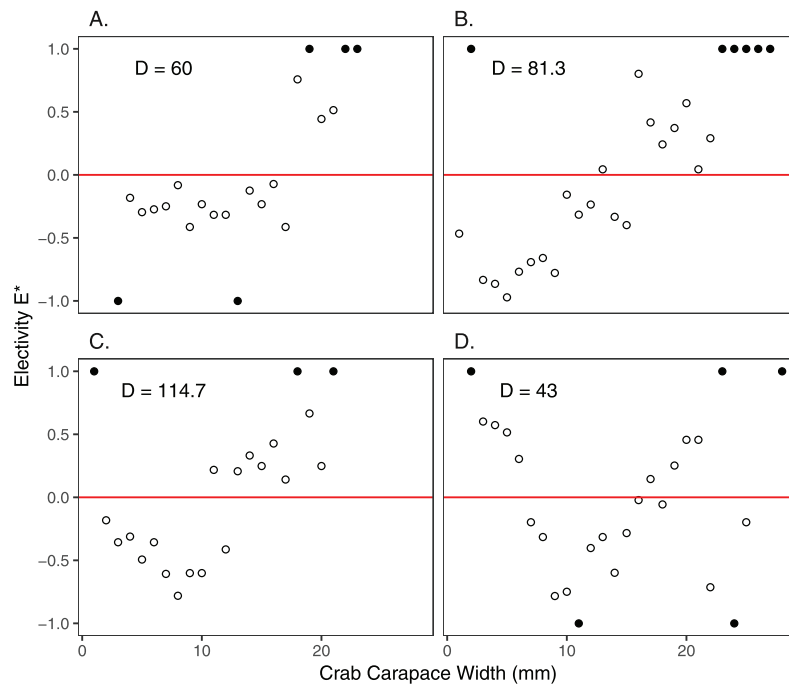 A.
B.
D = 60
D = 81.3
1.0
0.5
0.0
−0.5
−1.0
C.
D.
D = 114.7
D = 43
1.0
0.5
0.0
−0.5
−1.0
0 10 20
0 10 20
Electivity E*
Crab Carapace Width (mm)